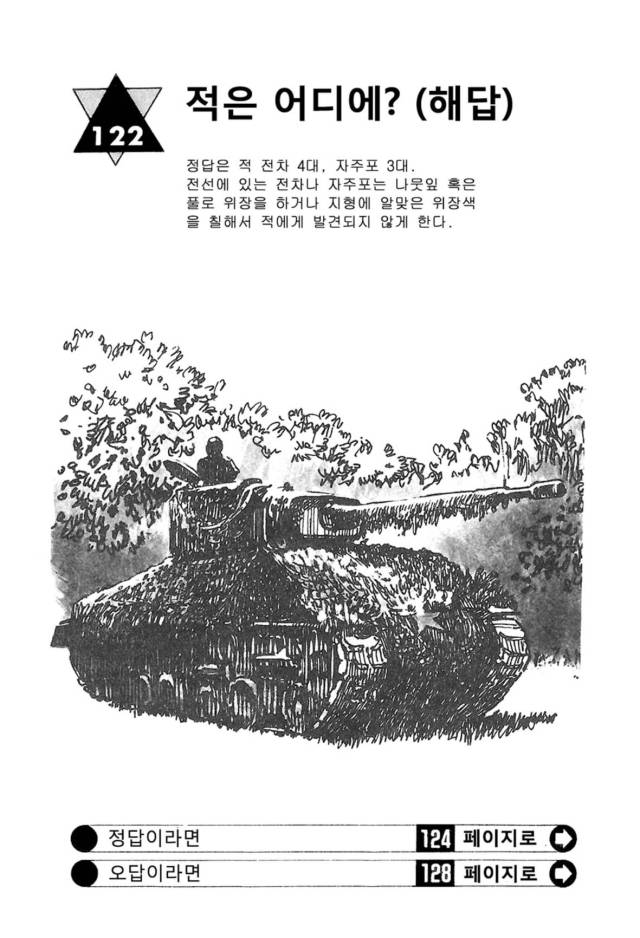 122
적은 어디에? (해답)
정답은 적 전차 4대, 자주포 3대.
전선에 있는 전차나 자주포는 나뭇잎 혹은
풀로 위장을 하거나 지형에 알맞은 위장색
을 칠해서 적에게 발견되지 않게 한다.
정답이라면 124 페이지로
오답이라면 128 페이지로